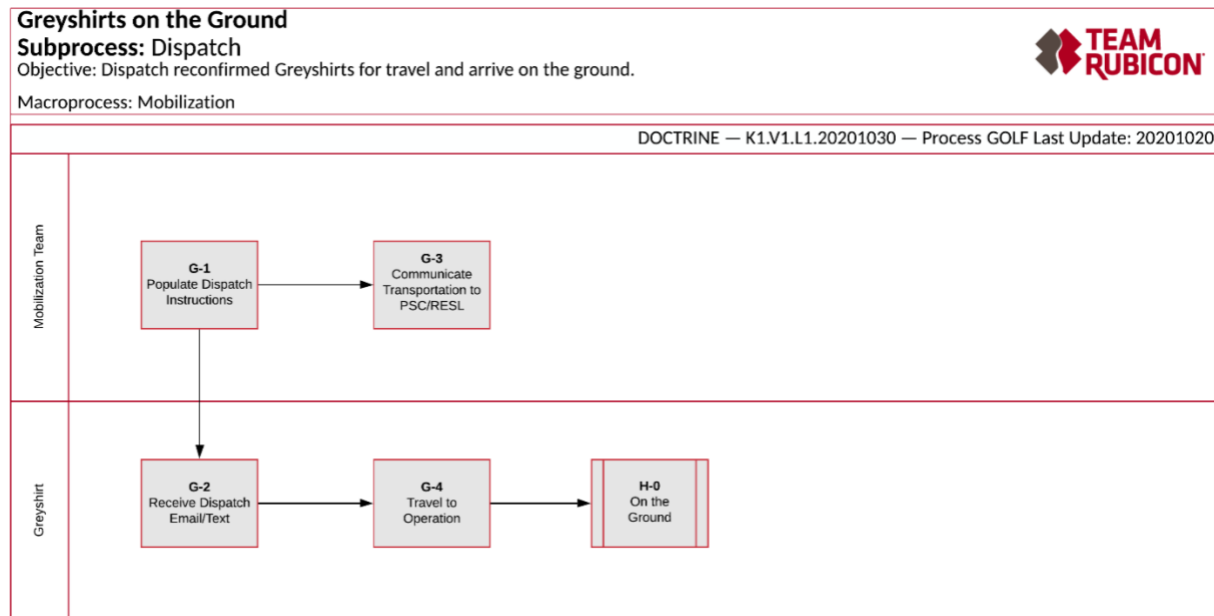 Greyshirts on the Ground
Subprocess: Dispatch
Objective: Dispatch reconfirmed Greyshirts for travel and arrive on the ground.
Macroprocess: Mobilization
TEAM
RUBICON
DOCTRINE — K1.V1.L1.20201030 — Process GOLF Last Update: 20201020
Mobilization Team
G-1
Populate Dispatch
Instructions
G-3
Communicate
Transportation to
PSC/RESL
Greyshirt
G-2
Receive Dispatch
Email/Text
G-4
Travel to
Operation
H-0
On the
Ground